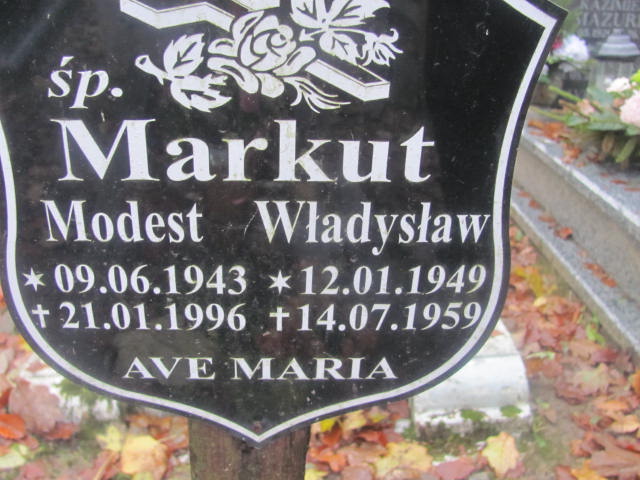 śp.
Markut
Modest Władysław
✶ 09.06.1943 ✶ 12.01.1949
✝ 21.01.1996 ✝ 14.07.1959
AVE MARIA